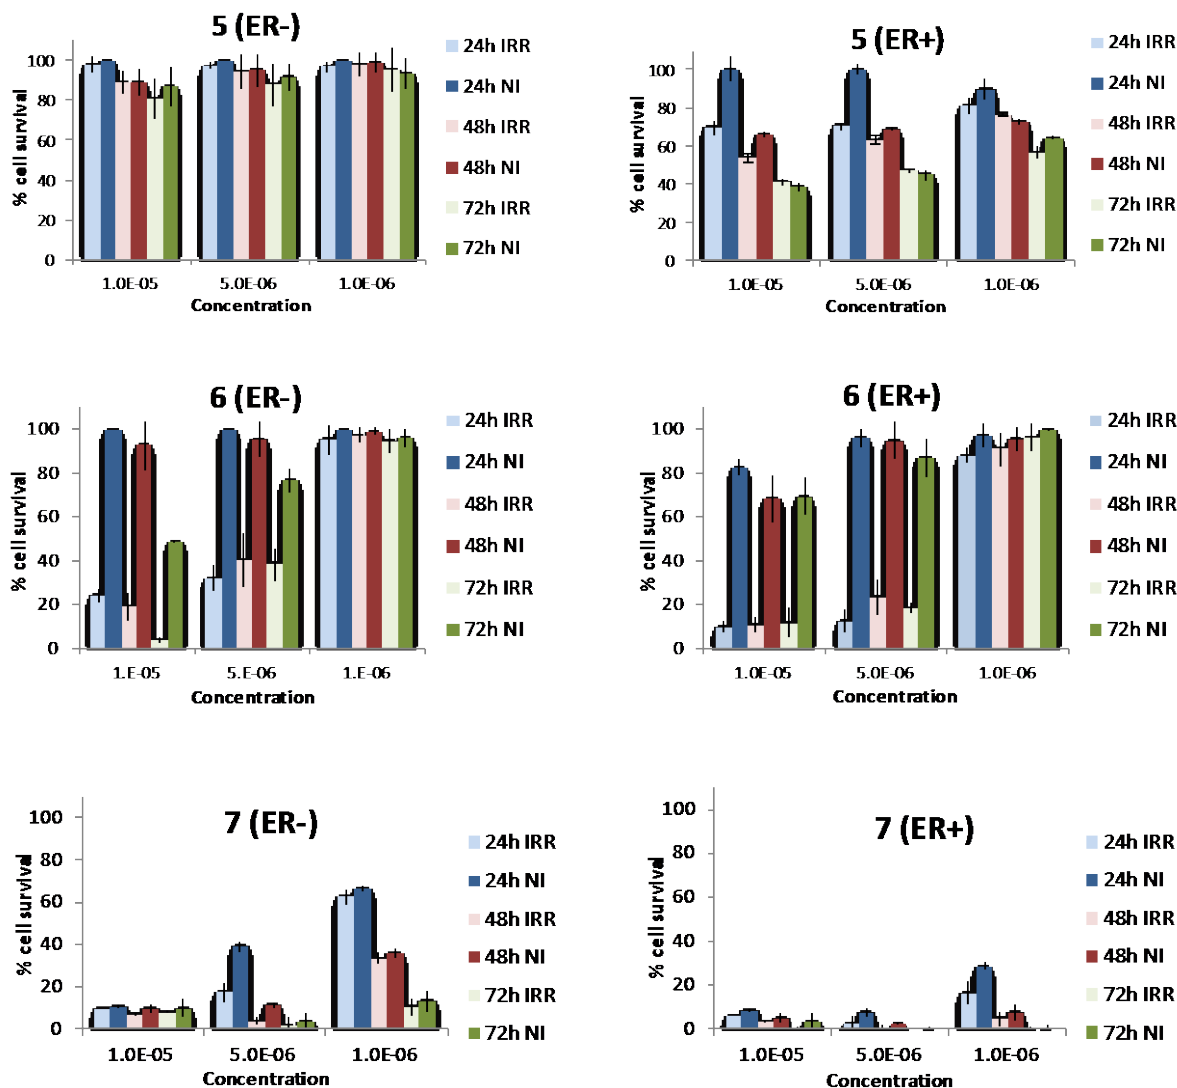 5 (ER-)
% cell survival
100
80
60
40
20
0
1.0E-05 5.0E-06 1.0E-06
Concentration
24h IRR
24h NI
48h IRR
48h NI
72h IRR
72h NI
5 (ER+)
% cell survival
100
80
60
40
20
0
1.0E-05 5.0E-06 1.0E-06
Concentration
24h IRR
24h NI
48h IRR
48h NI
72h IRR
72h NI
6 (ER-)
% cell survival
100
80
60
40
20
0
1.E-05 5.E-06 1.E-06
Concentration
24h IRR
24h NI
48h IRR
48h NI
72h IRR
72h NI
6 (ER+)
% cell survival
100
80
60
40
20
0
1.0E-05 5.0E-06 1.0E-06
Concentration
24h IRR
24h NI
48h IRR
48h NI
72h IRR
72h NI
7 (ER-)
% cell survival
100
80
60
40
20
0
1.0E-05 5.0E-06 1.0E-06
Concentration
24h IRR
24h NI
48h IRR
48h NI
72h IRR
72h NI
7 (ER+)
% cell survival
100
80
60
40
20
0
1.0E-05 5.0E-06 1.0E-06
Concentration
24h IRR
24h NI
48h IRR
48h NI
72h IRR
72h NI